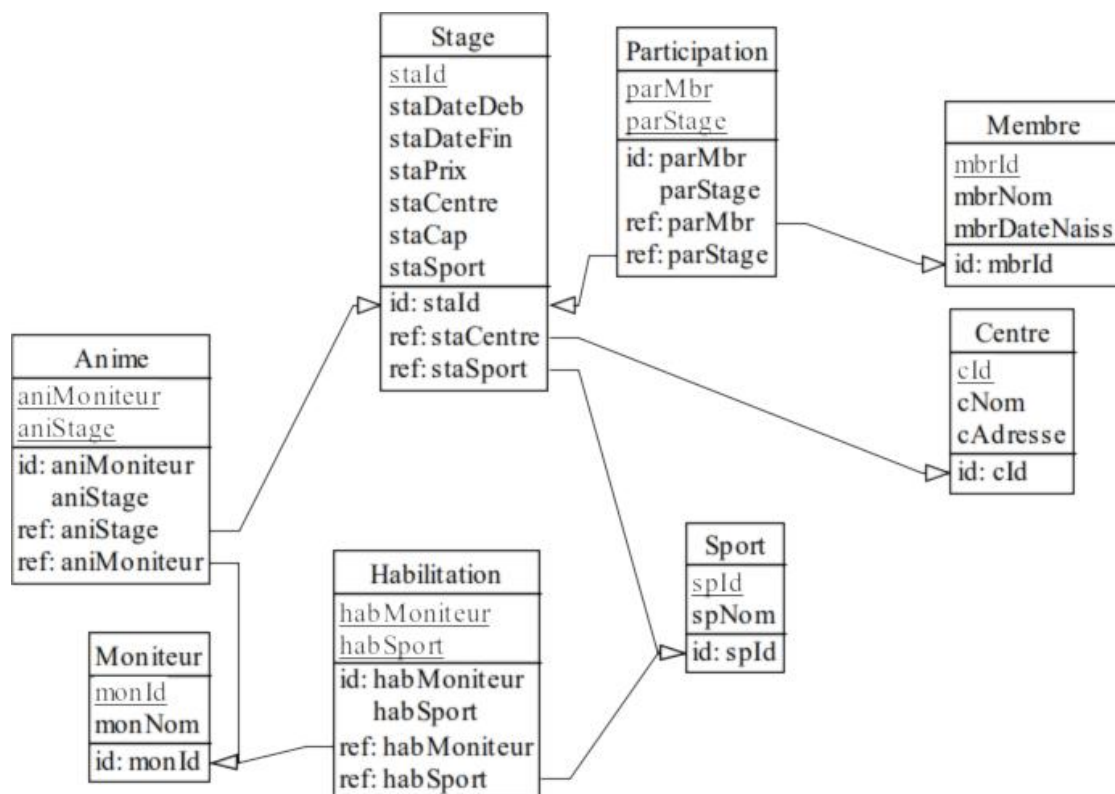 Stage
staId
staDateDeb
staDateFin
staPrix
staCentre
staCap
staSport
id: staId
ref: staCentre
ref: staSport
Participation
parMbr
parStage
id: parMbr
parStage
ref: parMbr
ref: parStage
Membre
mbrId
mbrNom
mbrDateNaiss
id: mbrId
Centre
cId
cNom
cAdresse
id: cId
Anime
aniMoniteur
aniStage
id: aniMoniteur
aniStage
ref: aniStage
ref: aniMoniteur
Habilitation
habMoniteur
habSport
id: habMoniteur
habSport
ref: habMoniteur
ref: habSport
Sport
spId
spNom
id: spId
Moniteur
monId
monNom
id: monId